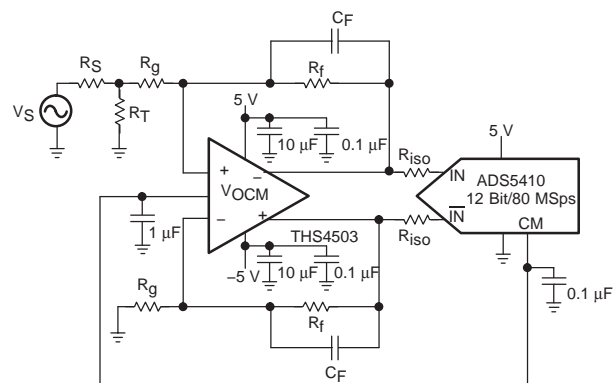 CF
RS
Rg
Rf
VS
RT
5 V
10 µF
0.1 µF
5 V
Riso
IN
ADS5410
12 Bit/80 MSps
IN
CM
+
−
VOCM
−
+
1 µF
THS4503
Riso
−5 V
10 µF
0.1 µF
0.1 µF
Rg
Rf
CF